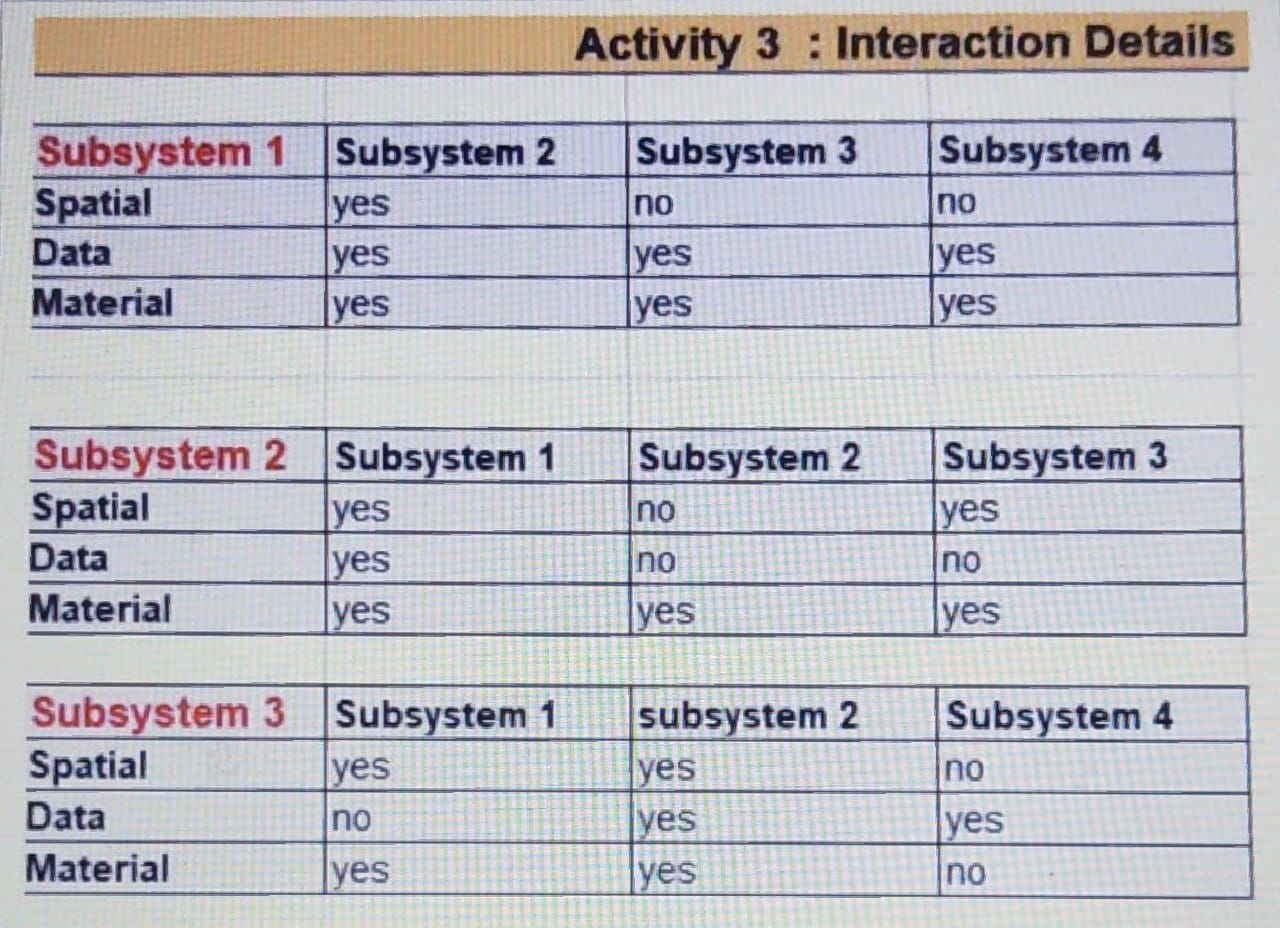 Activity 3 : Interaction Details
Subsystem 1 Subsystem 2 Subsystem 3 Subsystem 4
Spatial yes no no
Data yes yes yes
Material yes yes yes
Subsystem 2 Subsystem 1 Subsystem 2 Subsystem 3
Spatial yes no yes
Data yes no no
Material yes yes yes
Subsystem 3 Subsystem 1 subsystem 2 Subsystem 4
Spatial yes yes no
Data no yes yes
Material yes yes no